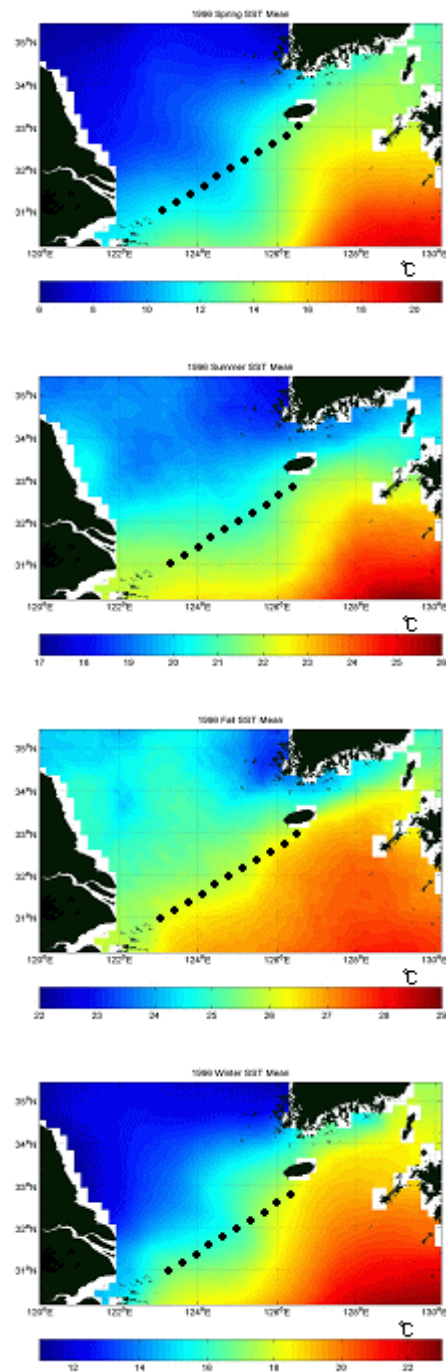 1998 Spring SST Mean
35°N
34°N
33°N
32°N
31°N
120°E 122°E 124°E 126°E 128°E 130°E
°C
6 8 10 12 14 16 18 20
1998 Summer SST Mean
35°N
34°N
33°N
32°N
31°N
120°E 122°E 124°E 126°E 128°E 130°E
°C
17 18 19 20 21 22 23 24 25 26
1998 Fall SST Mean
35°N
34°N
33°N
32°N
31°N
120°E 122°E 124°E 126°E 128°E 130°E
°C
22 23 24 25 26 27 28 29
1998 Winter SST Mean
35°N
34°N
33°N
32°N
31°N
120°E 122°E 124°E 126°E 128°E 130°E
°C
12 14 16 18 20 22